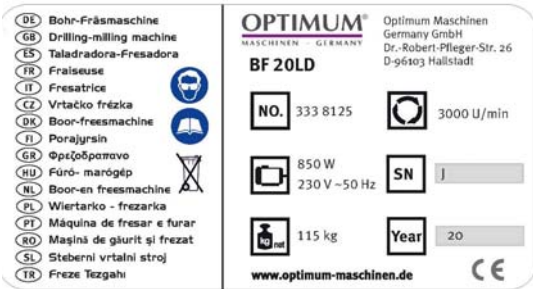 DE Bohr-Fräsmaschine
GB Drilling-milling machine
ES Taladradora-Fresadora
FR Fraiseuse
IT Fresatrice
CZ Vrtačko frézka
DK Boor-freesmachine
FI Porajyrsin
GR Φρεζοδραπανο
HU Fúró- marógép
NL Boor-en freesmachine
PL Wiertarko - frezarka
PT Máquina de fresar e furar
RO Maşină de găurit şi frezat
SL Steberni vrtalni stroj
TR Freze Tezgahı
OPTIMUM®
MASCHINEN - GERMANY
BF 20LD
Optimum Maschinen
Germany GmbH
Dr.-Robert-Pfleger-Str. 26
D-96103 Hallstadt
NO. 333 8125
3000 U/min
850 W
230 V ~50 Hz
SN J
kg net 115 kg
Year 20
www.optimum-maschinen.de
CE